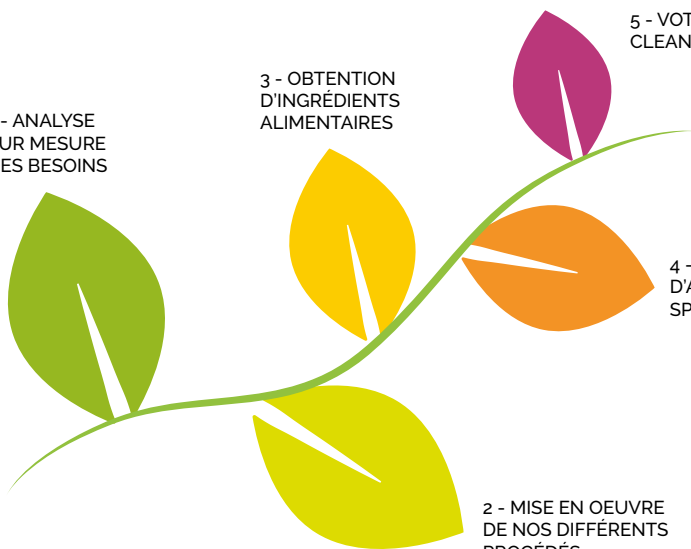 - ANALYSE
UR MESURE
ES BESOINS
2 - MISE EN OEUVRE
DE NOS DIFFÉRENTS
PROCÉDÉS
3 - OBTENTION
D'INGRÉDIENTS
ALIMENTAIRES
4 -
D'A
SP
5 - VOT
CLEAN